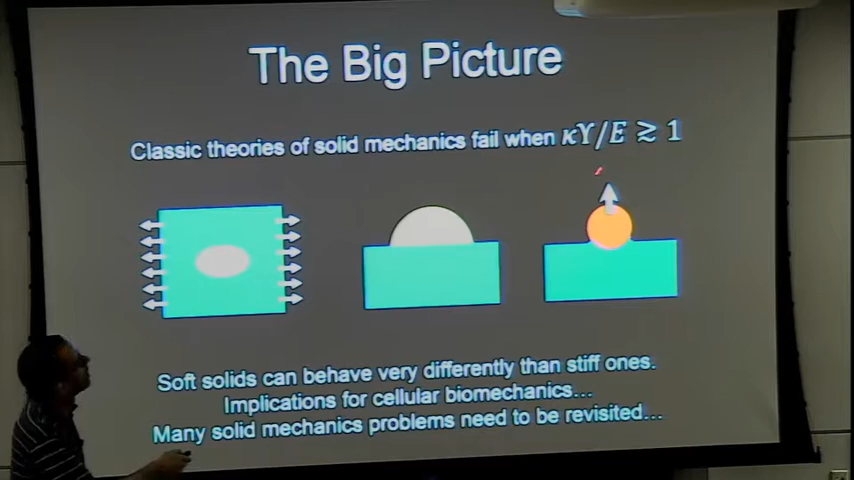 The Big Picture
Classic theories of solid mechanics fail when κΥ/E ≳ 1
Soft solids can behave very differently than stiff ones.
Implications for cellular biomechanics...
Many solid mechanics problems need to be revisited...